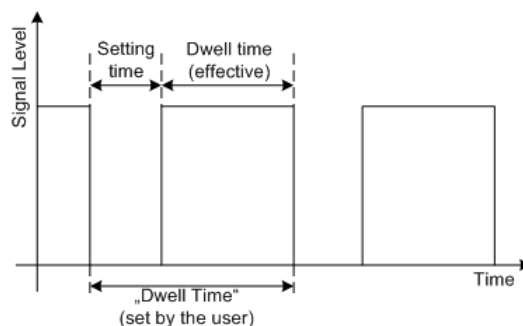 Setting
time
Dwell time
(effective)
Signal Level
Time
„Dwell Time“
(set by the user)